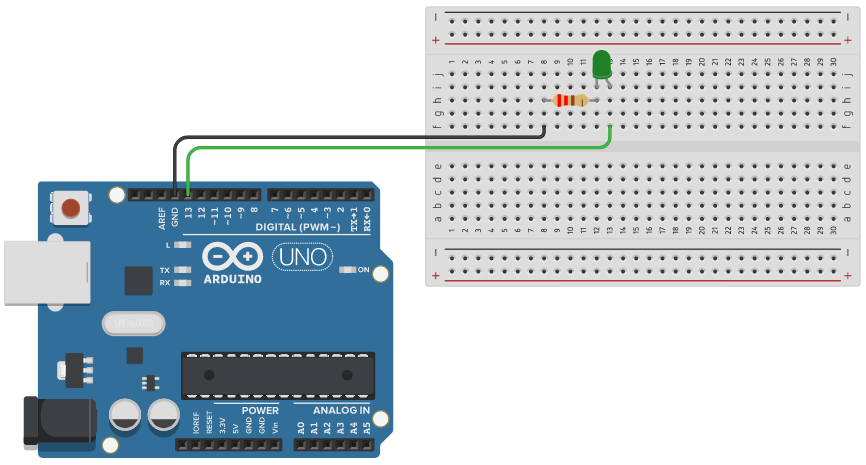 1 2 3 4 5 6 7 8 9 10 11 12 13 14 15 16 17 18 19 20 21 22 23 24 25 26 27 28 29 30
j j
i i
h h
g g
f f
e e
d d
c c
b b
a a
1 2 3 4 5 6 7 8 9 10 11 12 13 14 15 16 17 18 19 20 21 22 23 24 25 26 27 28 29 30
AREF
GND
13
12
~11
~10
~9
8
7
~6
~5
4
~3
2
TX→1
RX←0
DIGITAL (PWM~)
L
TX
RX
ARDUINO
UNO
ON
POWER
ANALOG IN
IOREF
RESET
3.3V
5V
GND
GND
Vin
A0
A1
A2
A3
A4
A5